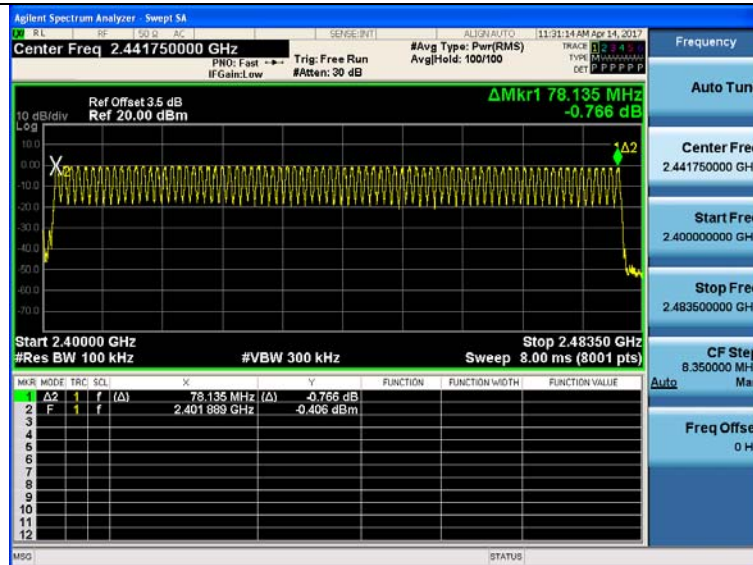 Agilent Spectrum Analyzer - Swept SA
RL RF 50 Ω AC SENSE:INT ALIGN AUTO 11:31:14 AM Apr 14, 2017
Center Freq 2.441750000 GHz #Avg Type: Pwr(RMS) TRACE 1 2 3 4 5 6
PNO: Fast Trig: Free Run Avg|Hold: 100/100 TYPE M
IFGain:Low #Atten: 30 dB DET P P P P P P
ΔMkr1 78.135 MHz
-0.766 dB
Ref Offset 3.5 dB
10 dB/div Ref 20.00 dBm
Log
10.0
0.00
-10.0
-20.0
-30.0
-40.0
-50.0
-60.0
-70.0
X2
1Δ2
Start 2.40000 GHz Stop 2.48350 GHz
#Res BW 100 kHz #VBW 300 kHz Sweep 8.00 ms (8001 pts)
MKR MODE TRC SCL X Y FUNCTION FUNCTION WIDTH FUNCTION VALUE
1 Δ2 1 f (Δ) 78.135 MHz (Δ) -0.766 dB
2 F 1 f 2.401 889 GHz -0.406 dBm
3
4
5
6
7
8
9
10
11
12
MSG STATUS
Frequency
Auto Tun
Center Fre
2.441750000 GH
Start Fre
2.400000000 GH
Stop Fre
2.483500000 GH
CF Ste
8.350000 MH
Auto Ma
Freq Offse
0 H